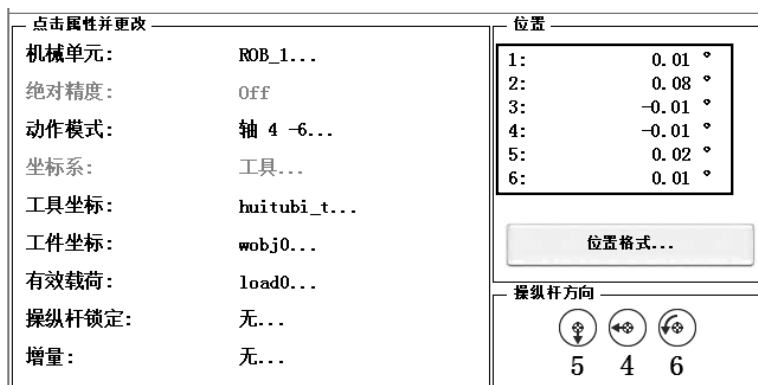 点击属性并更改
机械单元: ROB_1...
绝对精度: Off
动作模式: 轴 4 -6...
坐标系: 工具...
工具坐标: huitubi_t...
工件坐标: wobj0...
有效载荷: load0...
操纵杆锁定: 无...
增量: 无...
位置
1: 0.01 °
2: 0.08 °
3: -0.01 °
4: -0.01 °
5: 0.02 °
6: 0.01 °
位置格式...
操纵杆方向
5 4 6